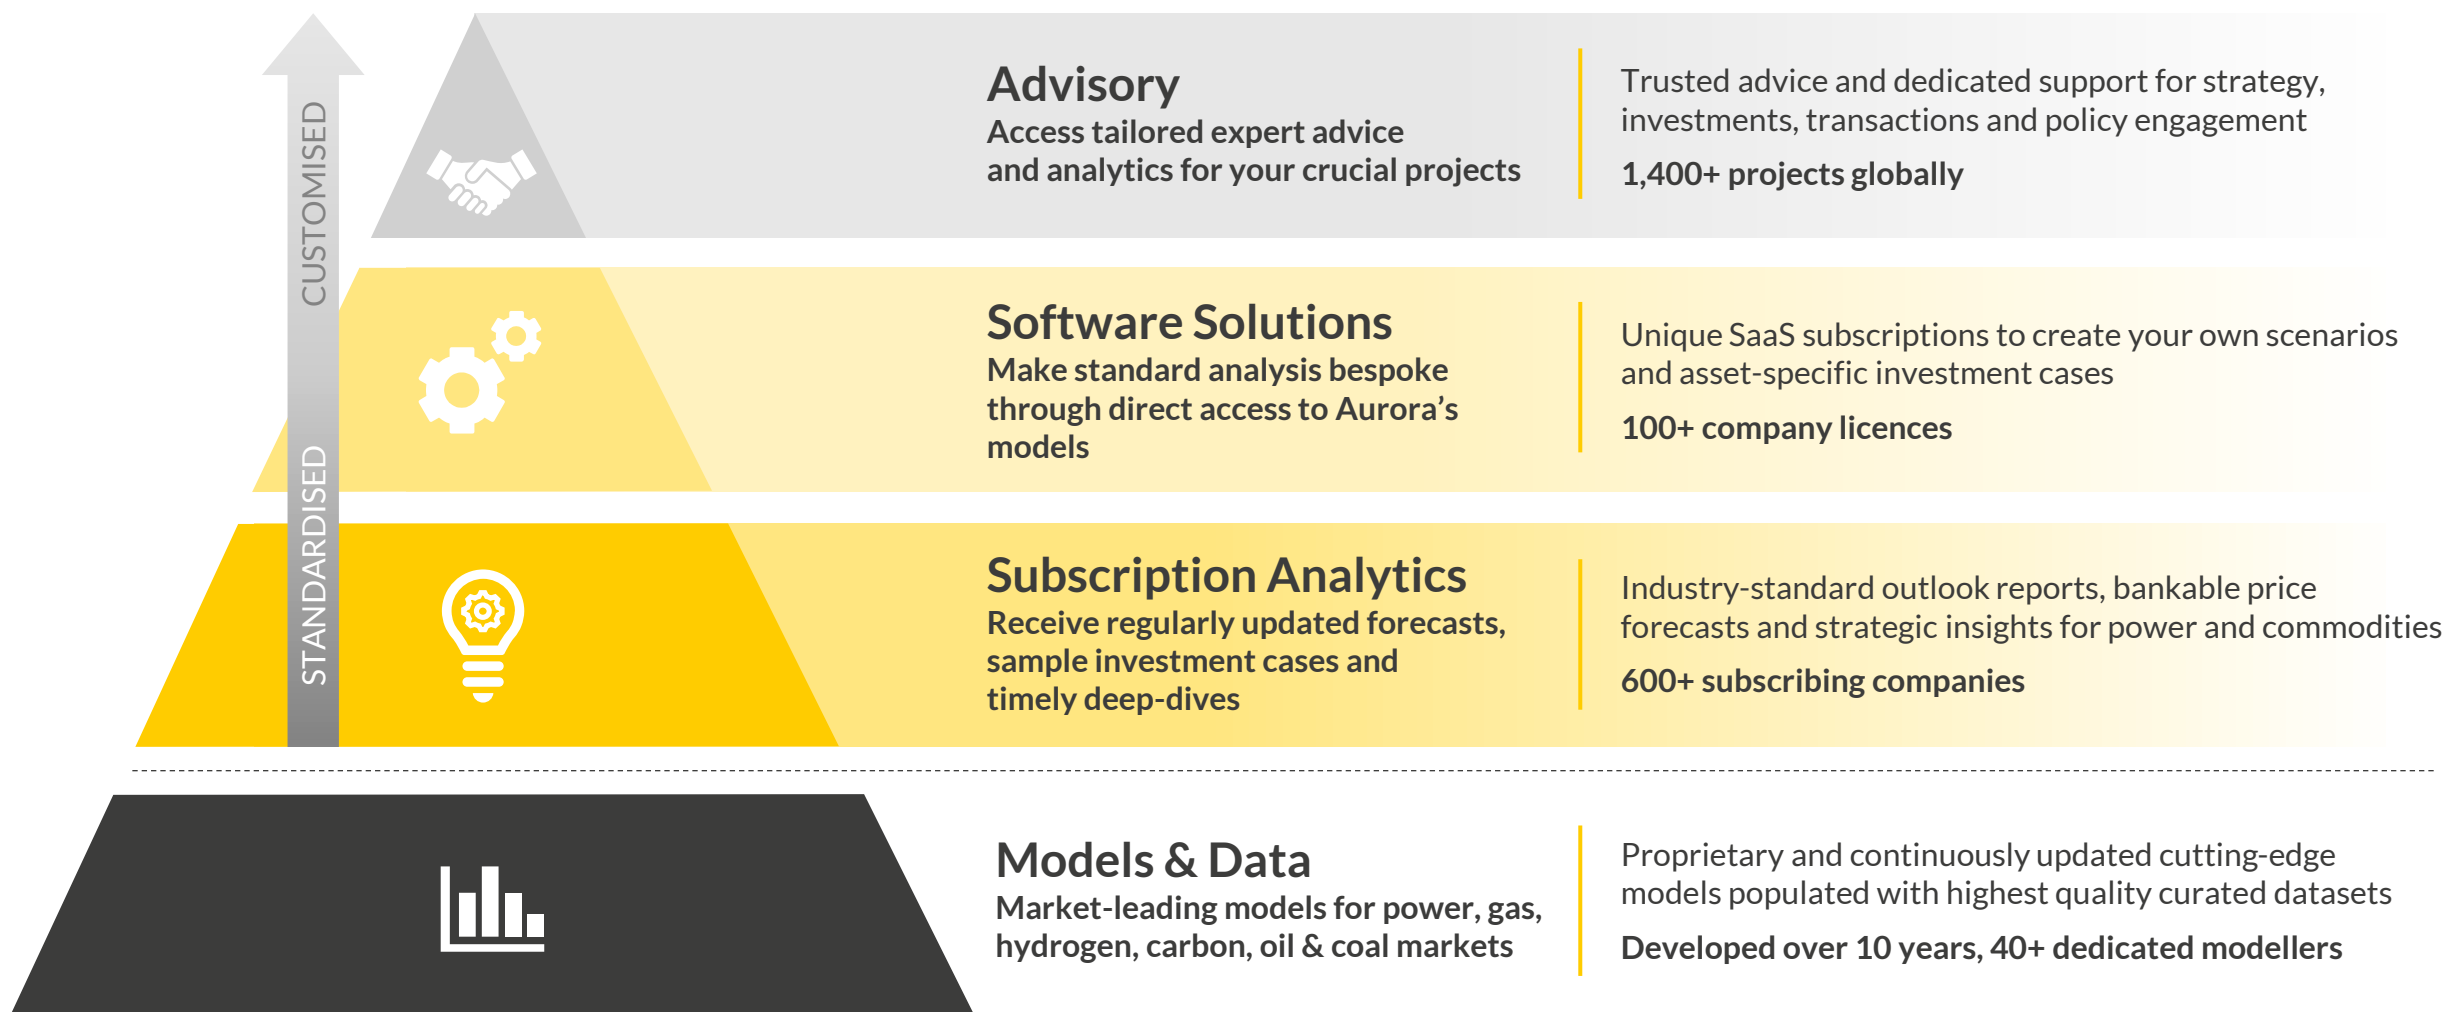 CUSTOMISED
STANDARDISED
Advisory
Access tailored expert advice
and analytics for your crucial projects
Trusted advice and dedicated support for strategy,
investments, transactions and policy engagement
1,400+ projects globally
Software Solutions
Make standard analysis bespoke
through direct access to Aurora’s
models
Unique SaaS subscriptions to create your own scenarios
and asset-specific investment cases
100+ company licences
Subscription Analytics
Receive regularly updated forecasts,
sample investment cases and
timely deep-dives
Industry-standard outlook reports, bankable price
forecasts and strategic insights for power and commodities
600+ subscribing companies
Models & Data
Market-leading models for power, gas,
hydrogen, carbon, oil & coal markets
Proprietary and continuously updated cutting-edge
models populated with highest quality curated datasets
Developed over 10 years, 40+ dedicated modellers